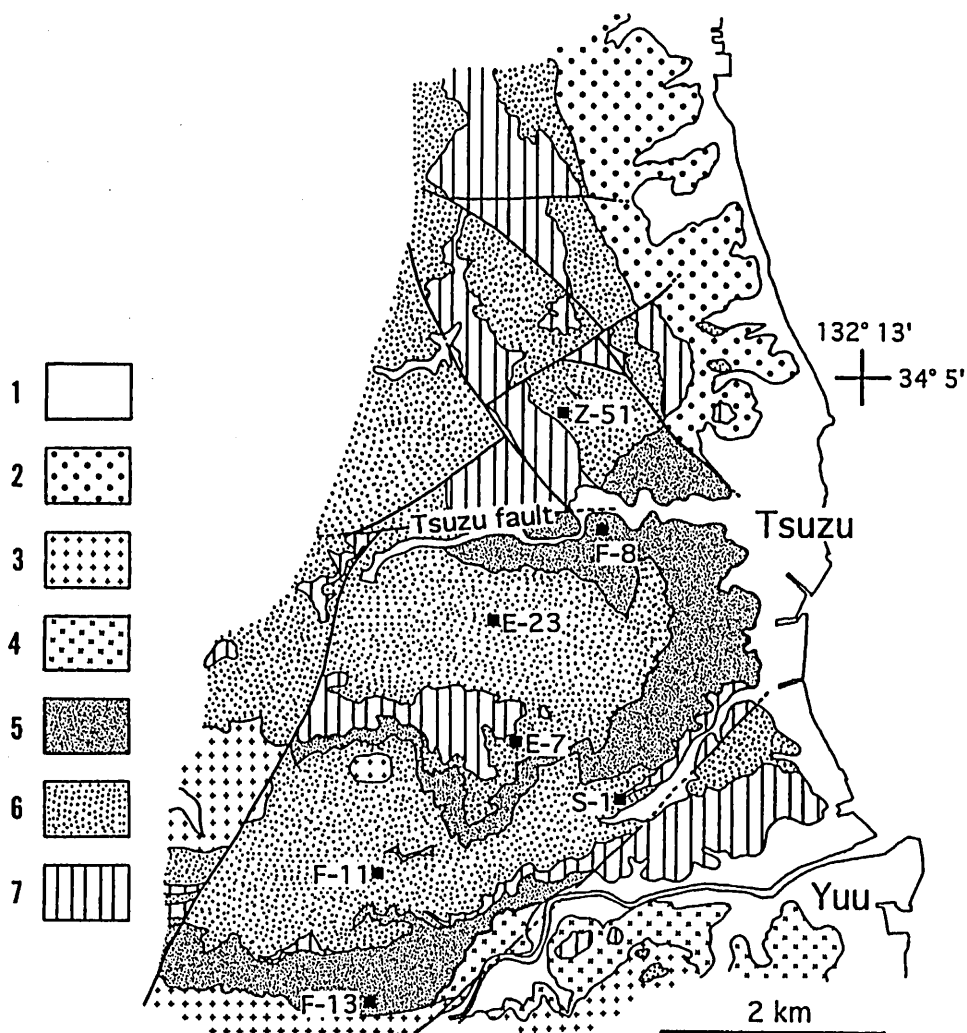 132° 13'
34° 5'
1
2
3
4
5
6
7
Z-51
Tsuzu fault
Tsuzu
F-8
E-23
E-7
S-1
F-11
Yuu
F-13
2 km